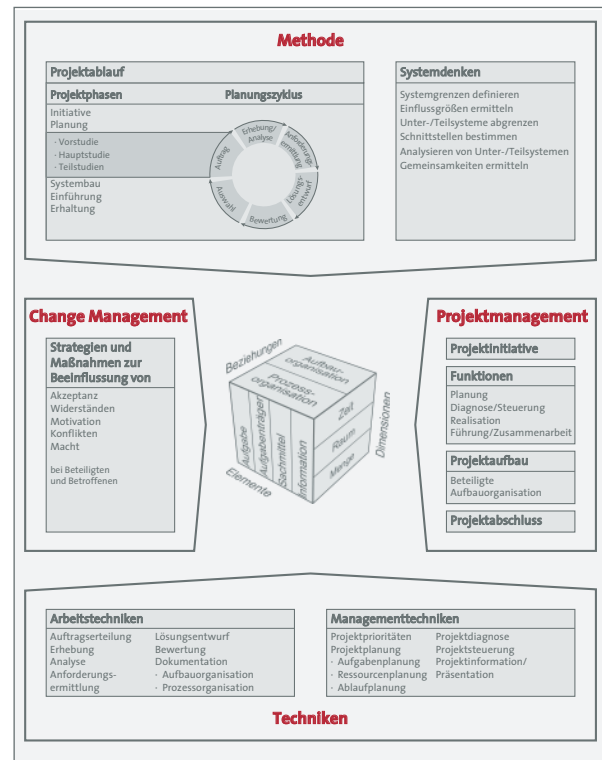 Methode
Projektablauf
Projektphasen
Planungszyklus
Initiative
Planung
· Vorstudie
· Hauptstudie
· Teilstudien
Systembau
Einführung
Erhaltung
Auftrag
Erhebung/
Analyse
Anforderungs-
ermittlung
Lösungs-
entwurf
Bewertung
Auswahl
Systemdenken
Systemgrenzen definieren
Einflussgrößen ermitteln
Unter-/Teilsysteme abgrenzen
Schnittstellen bestimmen
Analysieren von Unter-/Teilsystemen
Gemeinsamkeiten ermitteln
Change Management
Strategien und
Maßnahmen zur
Beeinflussung von
Akzeptanz
Widerständen
Motivation
Konflikten
Macht
bei Beteiligten
und Betroffenen
Beziehungen
Aufbau-
organisation
Prozess-
organisation
Aufgabe
Aufgabenträger
Sachmittel
Information
Elemente
Zeit
Raum
Menge
Dimensionen
Projektmanagement
Projektinitiative
Funktionen
Planung
Diagnose/Steuerung
Realisation
Führung/Zusammenarbeit
Projektaufbau
Beteiligte
Aufbauorganisation
Projektabschluss
Arbeitstechniken
Auftragserteilung
Erhebung
Analyse
Anforderungs-
ermittlung
Lösungsentwurf
Bewertung
Dokumentation
· Aufbauorganisation
· Prozessorganisation
Managementtechniken
Projektprioritäten
Projektplanung
· Aufgabenplanung
· Ressourcenplanung
· Ablaufplanung
Projektdiagnose
Projektsteuerung
Projektinformation/
Präsentation
Techniken